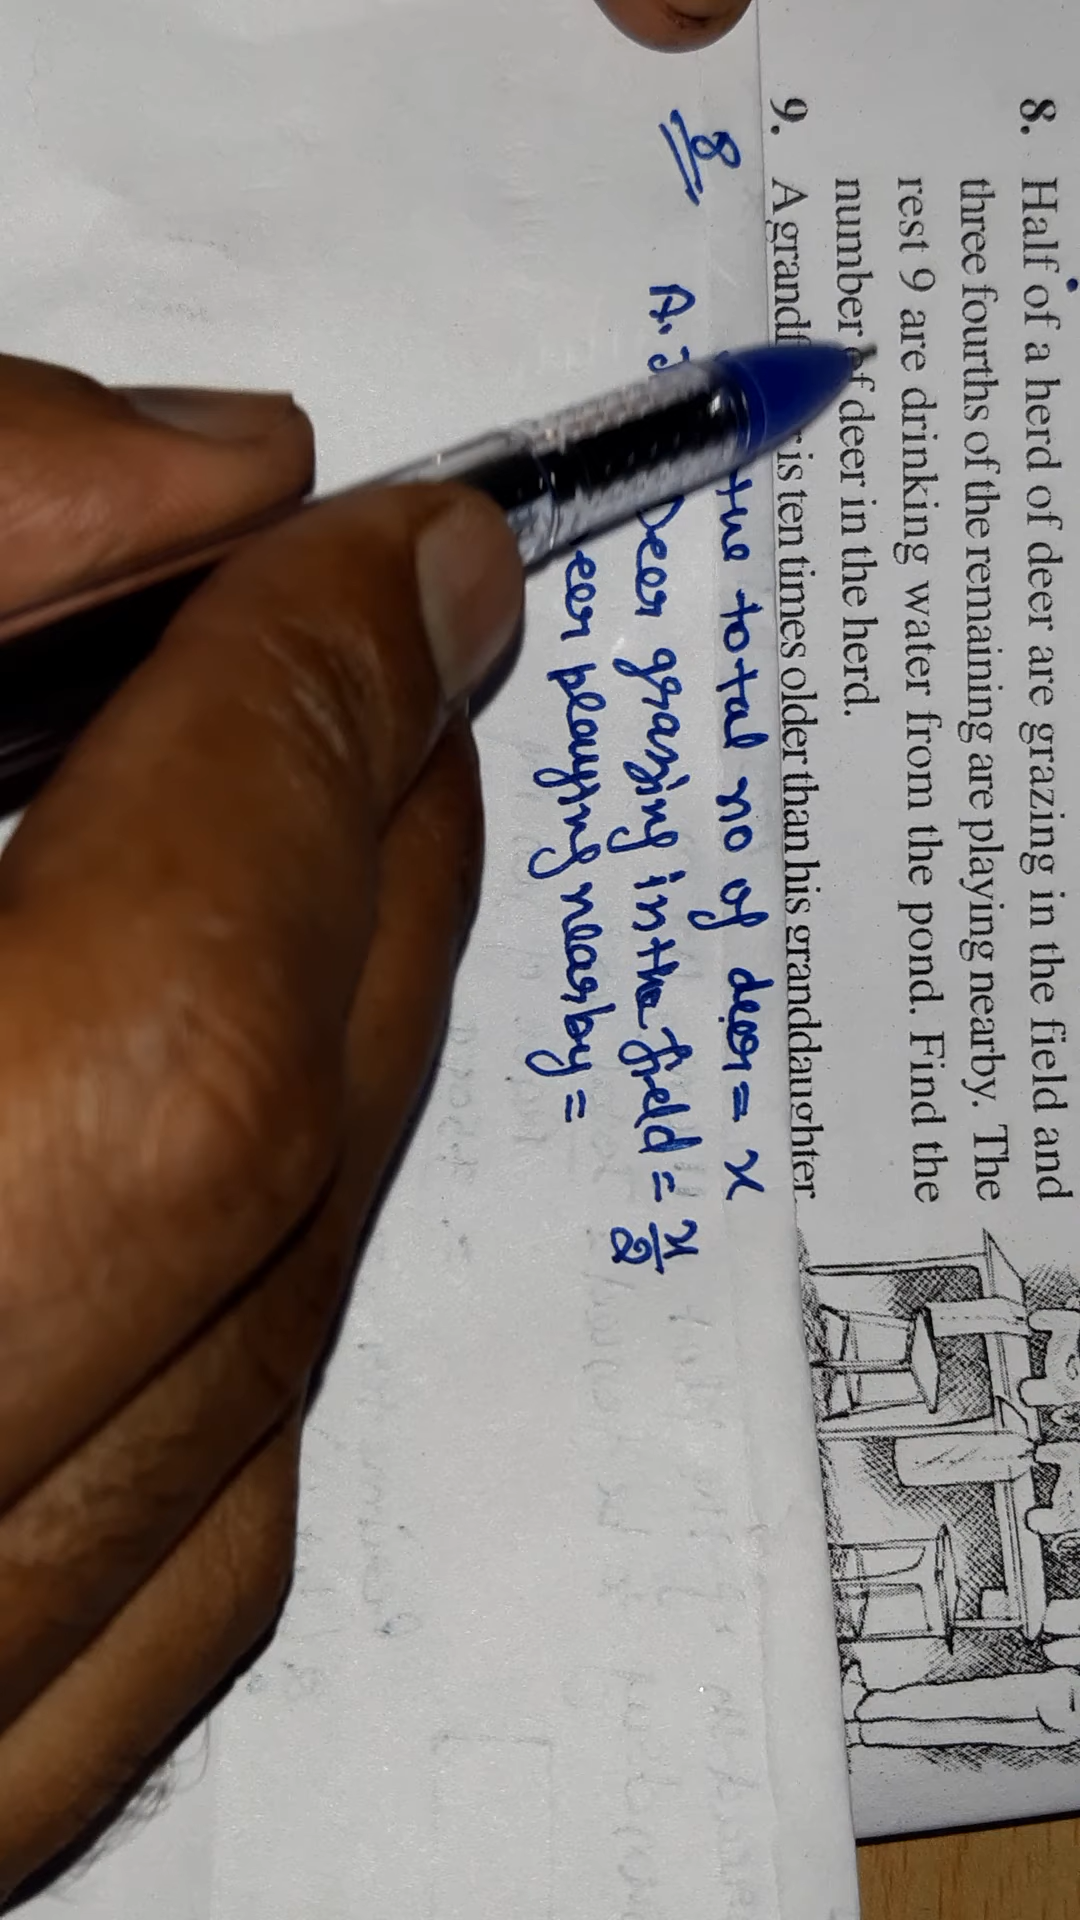 8. Half of a herd of deer are grazing in the field and
three fourths of the remaining are playing nearby. The
rest 9 are drinking water from the pond. Find the
number of deer in the herd.
9. A grandf r is ten times older than his granddaughter.
8 the total no of deer = x
A. Deer grazing in the field = x/2
eer playing nearby =